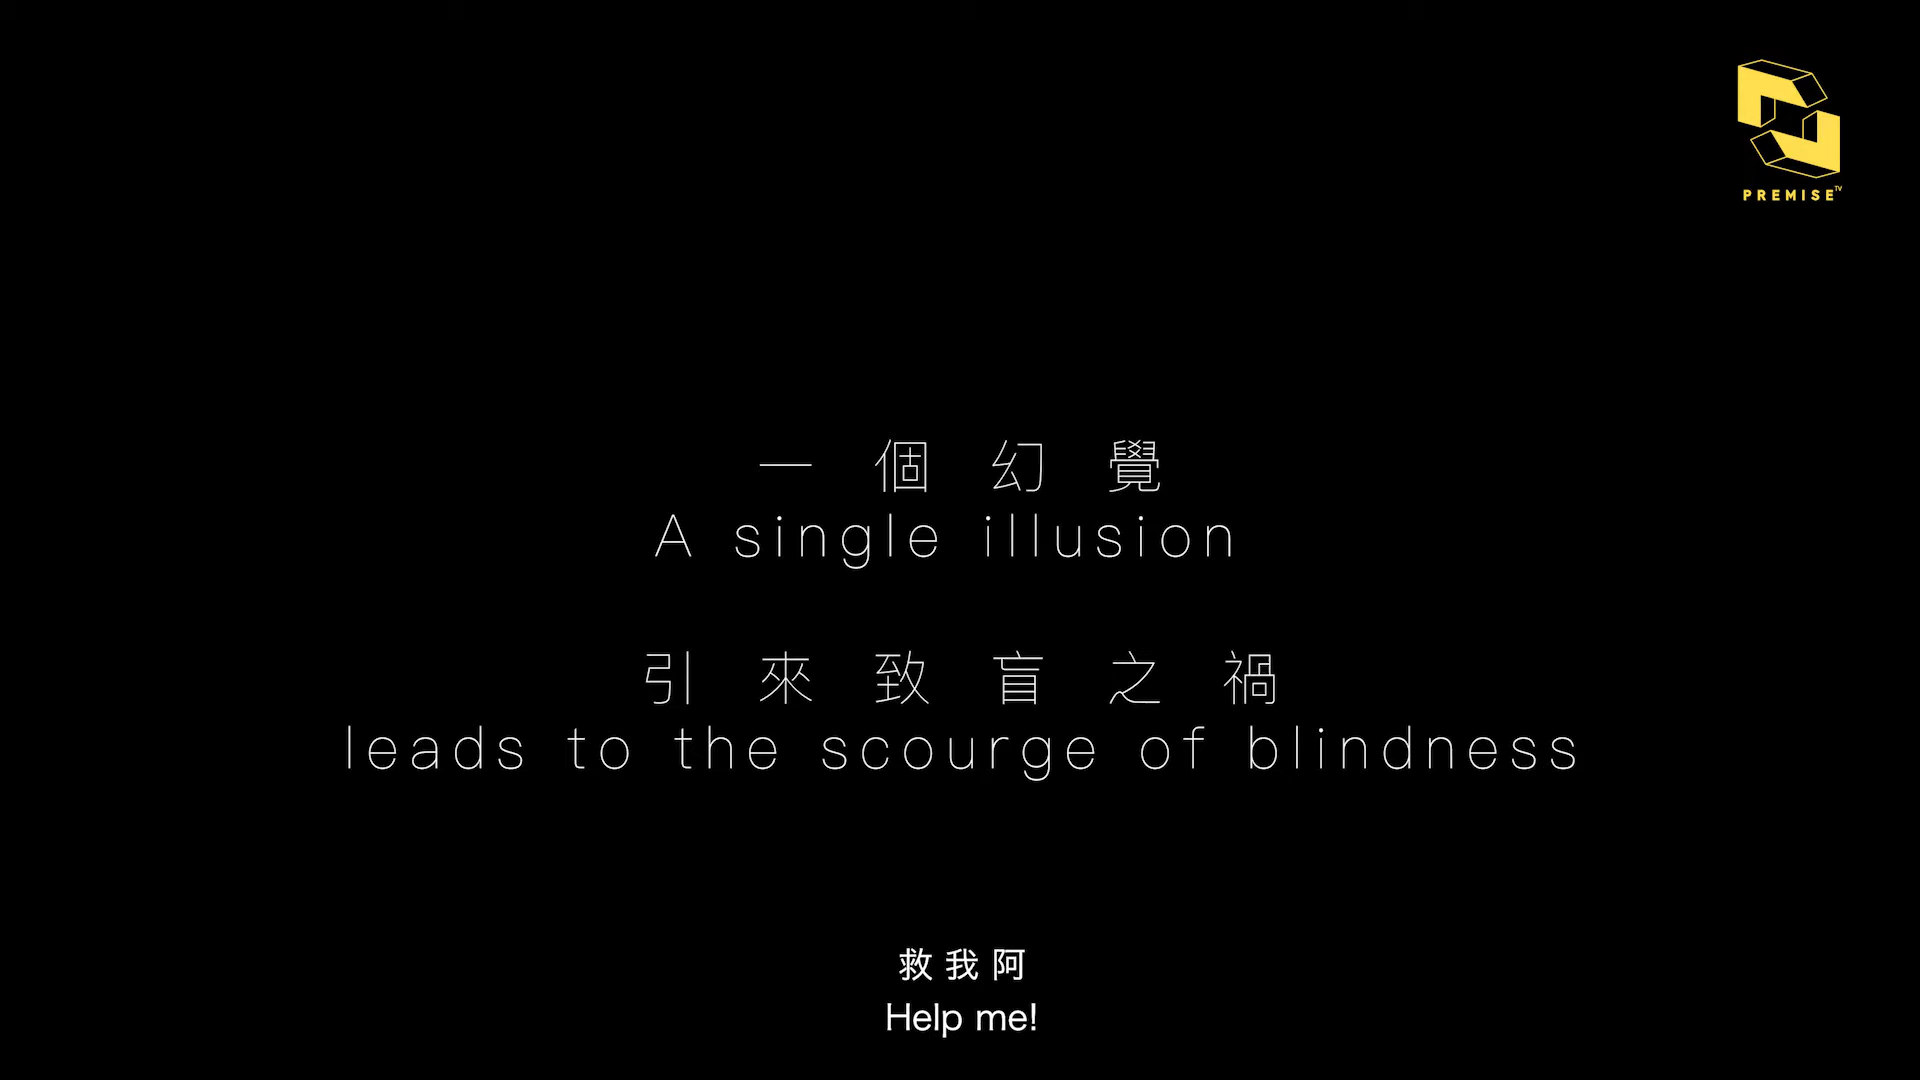 PREMISE TV
一個幻覺
A single illusion
引來致盲之禍
leads to the scourge of blindness
救我阿
Help me!